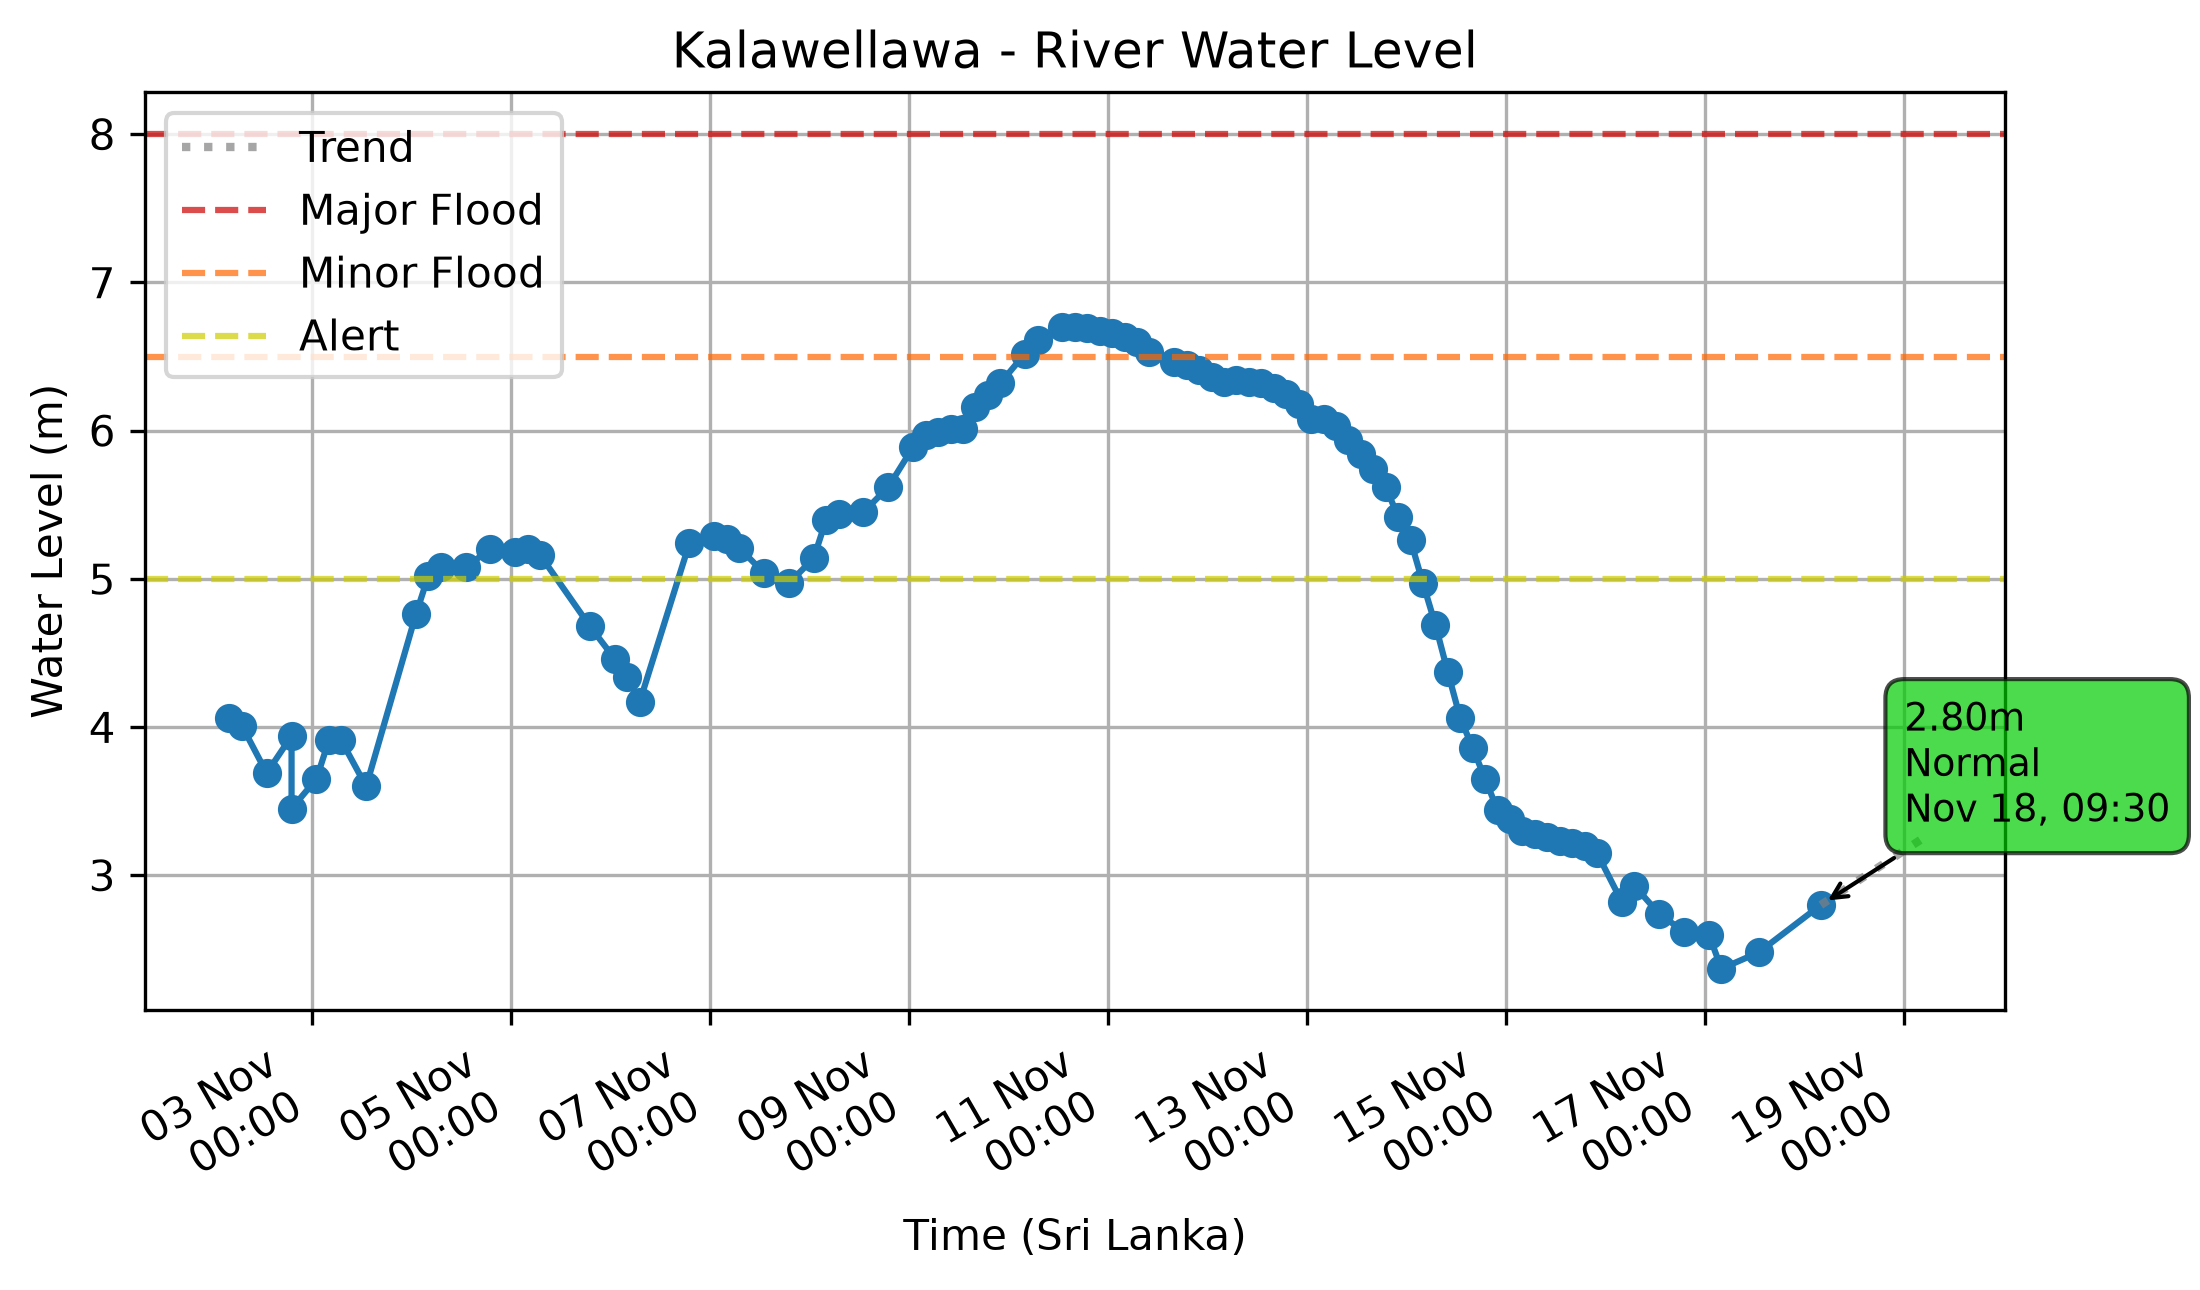 Kalawellawa - River Water Level
Trend
Major Flood
Minor Flood
Alert
Water Level (m)
8
7
6
5
4
3
2.80m
Normal
Nov 18, 09:30
03 Nov
00:00
05 Nov
00:00
07 Nov
00:00
09 Nov
00:00
11 Nov
00:00
13 Nov
00:00
15 Nov
00:00
17 Nov
00:00
19 Nov
00:00
Time (Sri Lanka)